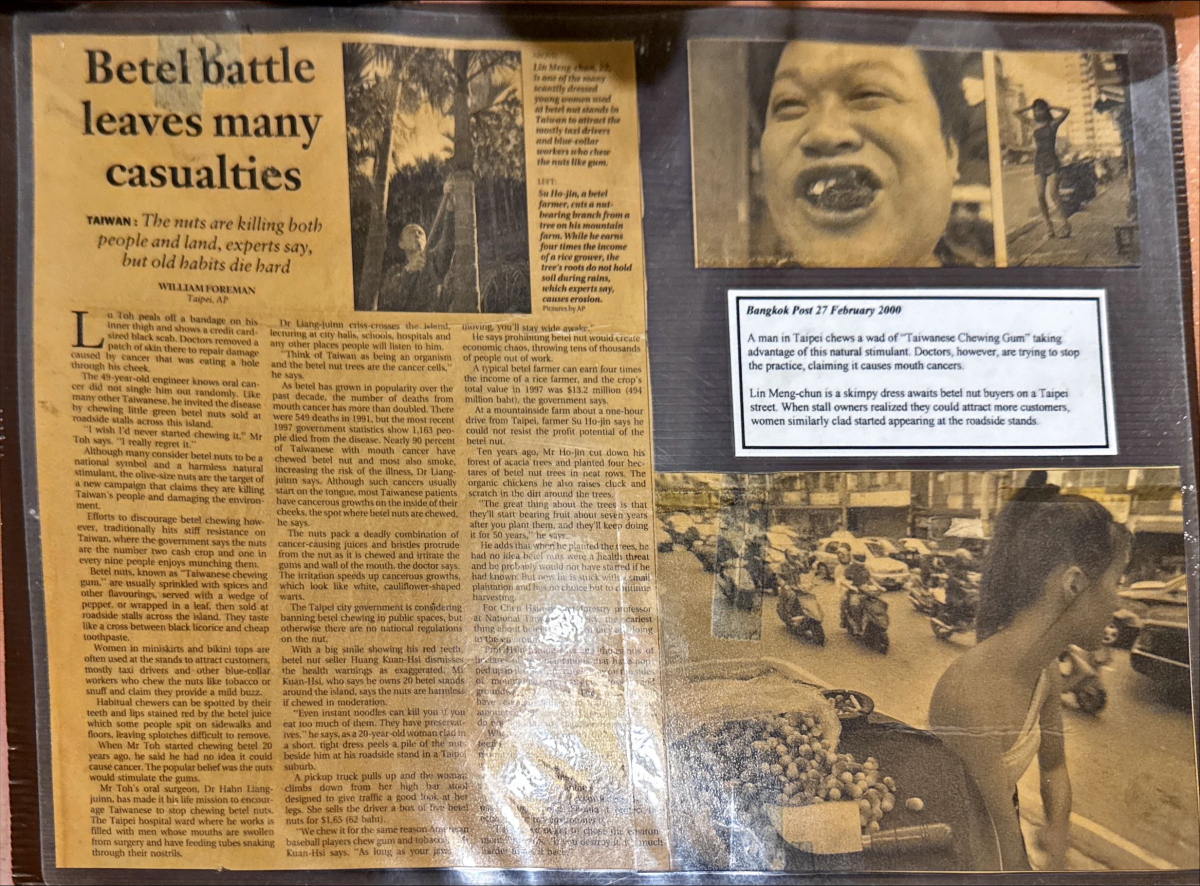 Betel battle
leaves many
casualties
TAIWAN: The nuts are killing both
people and land, experts say,
but old habits die hard
WILLIAM FOREMAN
Taipei, AP
Lu Toh peals off a bandage on his
inner thigh and shows a credit card-
sized black scab. Doctors removed a
patch of skin there to repair damage
caused by cancer that was eating a hole
through his cheek.
The 49-year-old engineer knows oral can-
cer did not single him out randomly. Like
many other Taiwanese, he invited the disease
by chewing little green betel nuts sold at
roadside stalls across this island.
"I wish I'd never started chewing it," Mr
Toh says. "I really regret it."
Although many consider betel nuts to be a
national symbol and a harmless natural
stimulant, the olive-size nuts are the target of
a new campaign that claims they are killing
Taiwan's people and damaging the environ-
ment.
Efforts to discourage betel chewing how-
ever, traditionally hits stiff resistance on
Taiwan, where the government says the nuts
are the number two cash crop and one in
every nine people enjoys munching them.
Betel nuts, known as "Taiwanese chewing
gum," are usually sprinkled with spices and
other flavourings, served with a wedge of
pepper, or wrapped in a leaf, then sold at
roadside stalls across the island. They taste
like a cross between black licorice and cheap
toothpaste.
Women in miniskirts and bikini tops are
often used at the stands to attract customers,
mostly taxi drivers and other blue-collar
workers who chew the nuts like tobacco or
snuff and claim they provide a mild buzz.
Habitual chewers can be spotted by their
teeth and lips stained red by the betel juice
which some people spit on sidewalks and
floors, leaving splotches difficult to remove.
When Mr Toh started chewing betel 20
years ago, he said he had no idea it could
cause cancer. The popular belief was the nuts
would stimulate the gums.
Mr Toh's oral surgeon, Dr Hahn Liang-
juinn, has made it his life mission to encour-
age Taiwanese to stop chewing betel nuts.
The Taipei hospital ward where he works is
filled with men whose mouths are swollen
from surgery and have feeding tubes snaking
through their nostrils.
Dr Liang-juinn criss-crosses the island,
lecturing at city halls, schools, hospitals and
any other places people will listen to him.
"Think of Taiwan as being an organism
and the betel nut trees are the cancer cells,"
he says.
As betel has grown in popularity over the
past decade, the number of deaths from
mouth cancer has more than doubled. There
were 549 deaths in 1991, but the most recent
1997 government statistics show 1,163 peo-
ple died from the disease. Nearly 90 percent
of Taiwanese with mouth cancer have
chewed betel nut and most also smoke,
increasing the risk of the illness, Dr Liang-
juinn says. Although such cancers usually
start on the tongue, most Taiwanese patients
have cancerous growths on the inside of their
cheeks, the spot where betel nuts are chewed,
he says.
The nuts pack a deadly combination of
cancer-causing juices and bristles protrude
from the nut as it is chewed and irritate the
gums and wall of the mouth, the doctor says.
The irritation speeds up cancerous growths,
which look like white, cauliflower-shaped
warts.
The Taipei city government is considering
banning betel chewing in public spaces, but
otherwise there are no national regulations
on the nut.
With a big smile showing his red teeth,
betel nut seller Huang Kuan-Hsi dismisses
the health warnings as exaggerated. Mr
Kuan-Hsi, who says he owns 20 betel stands
around the island, says the nuts are harmless
if chewed in moderation.
"Even instant noodles can kill you if you
eat too much of them. They have preservat-
ives," he says, as a 20-year-old woman clad in
a short, tight dress peels a pile of the nuts
beside him at his roadside stand in a Taipei
suburb.
A pickup truck pulls up and the woman
climbs down from her high bar stool
designed to give traffic a good look at her
legs. She sells the driver a box of five betel
nuts for $1.65 (62 baht).
"We chew it for the same reason American
baseball players chew gum and tobacco," Mr
Kuan-Hsi says. "As long as your jaws
moving, you'll stay wide awake."
He says prohibiting betel nut would create
economic chaos, throwing tens of thousands
of people out of work.
A typical betel farmer can earn four times
the income of a rice farmer, and the crop's
total value in 1997 was $13.2 million (494
million baht), the government says.
At a mountainside farm about a one-hour
drive from Taipei, farmer Su Ho-jin says he
could not resist the profit potential of the
betel nut.
Ten years ago, Mr Ho-jin cut down his
forest of acacia trees and planted four hec-
tares of betel nut trees in neat rows. The
organic chickens he also raises cluck and
scratch in the dirt around the trees.
"The great thing about the trees is that
they'll start bearing fruit about seven years
after you plant them, and they'll keep doing
it for 50 years," he says.
He adds that when he planted the trees, he
had no idea betel nuts were a health threat
and he probably would not have started if he
had known. But now he is stuck with a small
plantation and has no choice but to continue
harvesting.
For Chen forestry professor
at National scariest
thing about
Lin Meng-chun, 22,
is one of the many
scantily dressed
young women used
at betel nut stands in
Taiwan to attract the
mostly taxi drivers
and blue-collar
workers who chew
the nuts like gum.
LEFT:
Su Ho-jin, a betel
farmer, cuts a nut-
bearing branch from a
tree on his mountain
farm. While he earns
four times the income
of a rice grower, the
tree's roots do not hold
soil during rains,
which experts say,
causes erosion.
Pictures by AP
Bangkok Post 27 February 2000
A man in Taipei chews a wad of "Taiwanese Chewing Gum" taking
advantage of this natural stimulant. Doctors, however, are trying to stop
the practice, claiming it causes mouth cancers.
Lin Meng-chun is a skimpy dress awaits betel nut buyers on a Taipei
street. When stall owners realized they could attract more customers,
women similarly clad started appearing at the roadside stands.